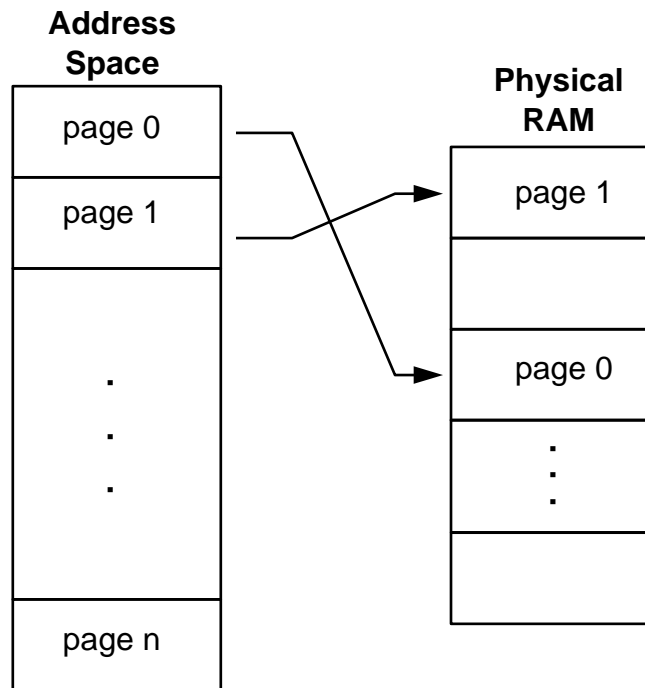 Address
Space
page 0
page 1
.
.
.
page n
Physical
RAM
page 1
page 0
.
.
.